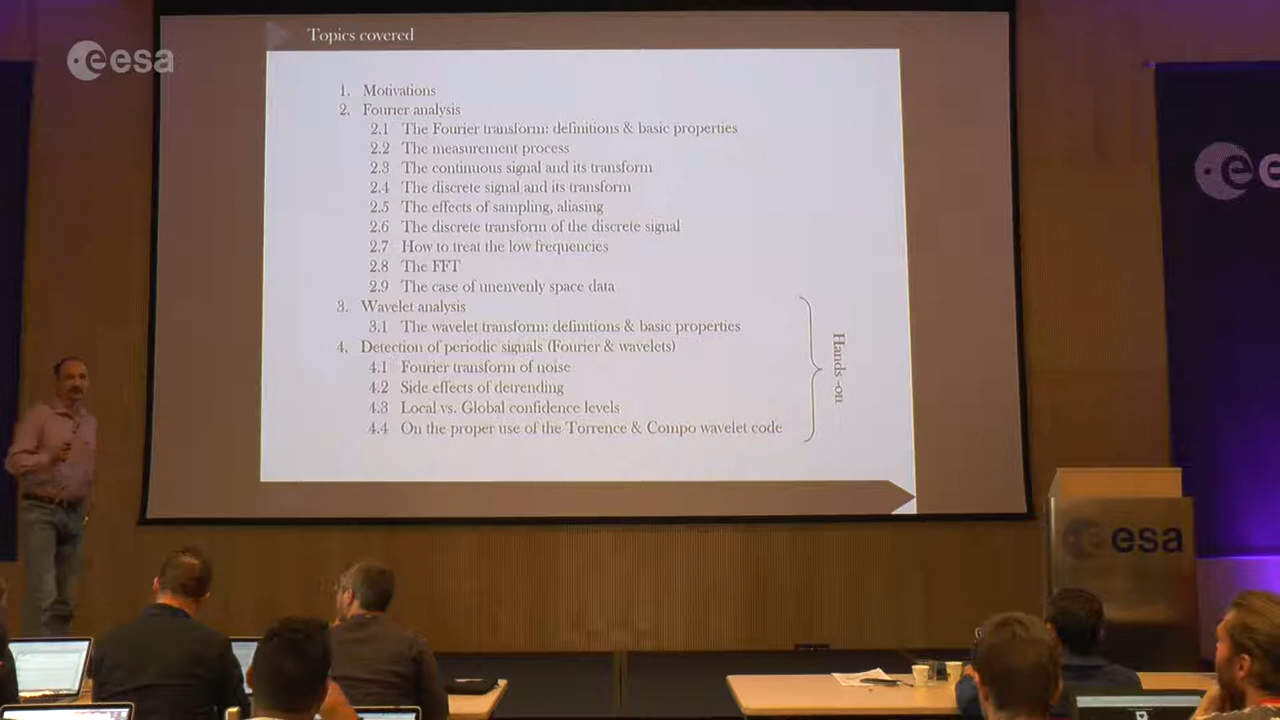 esa
Topics covered
1. Motivations
2. Fourier analysis
2.1 The Fourier transform: definitions & basic properties
2.2 The measurement process
2.3 The continuous signal and its transform
2.4 The discrete signal and its transform
2.5 The effects of sampling, aliasing
2.6 The discrete transform of the discrete signal
2.7 How to treat the low frequencies
2.8 The FFT
2.9 The case of unenvenly space data
3. Wavelet analysis
3.1 The wavelet transform: definitions & basic properties
4. Detection of periodic signals (Fourier & wavelets)
4.1 Fourier transform of noise
4.2 Side effects of detrending
4.3 Local vs. Global confidence levels
4.4 On the proper use of the Torrence & Compo wavelet code
Hands-on
esa